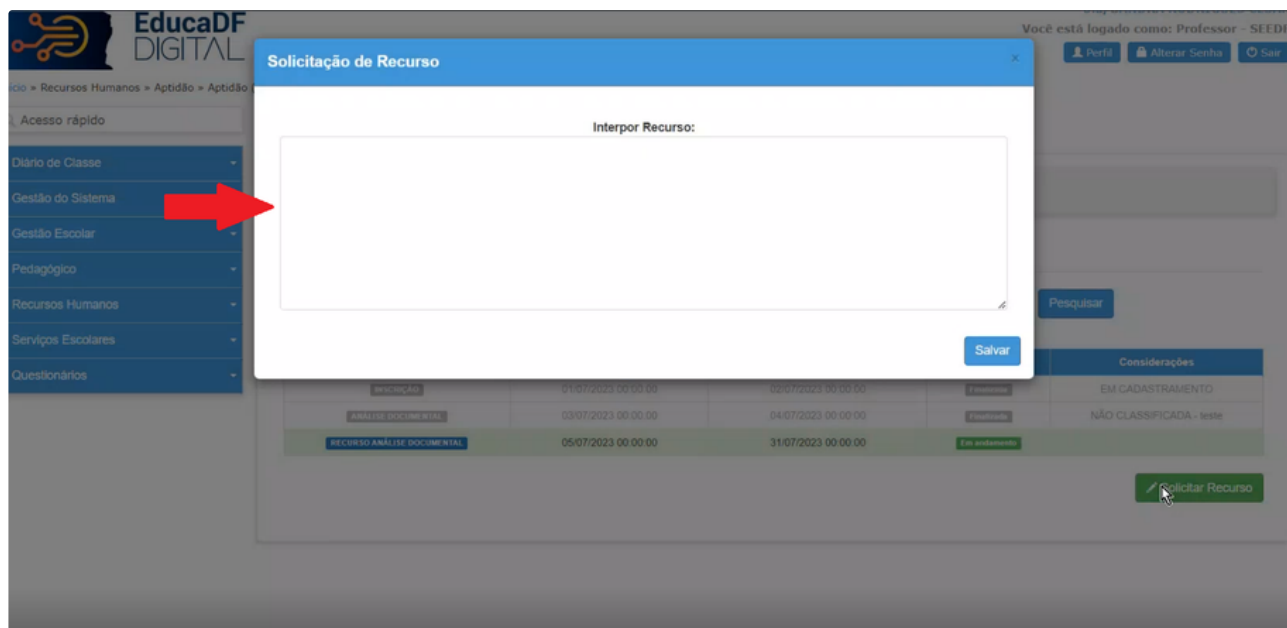 EducaDF
DIGITAL
Você está logado como: Professor - SEEDF
Perfil Alterar Senha Sair
» Recursos Humanos » Aptidão » Aptidão
Acesso rápido
Diário de Classe
Gestão do Sistema
Gestão Escolar
Pedagógico
Recursos Humanos
Serviços Escolares
Questionários
Solicitação de Recurso ×
Interpor Recurso:
Salvar
Pesquisar
Considerações
INSCRIÇÃO 01/07/2023 00:00:00 02/07/2023 00:00:00 Finalizada EM CADASTRAMENTO
ANÁLISE DOCUMENTAL 03/07/2023 00:00:00 04/07/2023 00:00:00 Finalizada NÃO CLASSIFICADA - teste
RECURSO ANÁLISE DOCUMENTAL 05/07/2023 00:00:00 31/07/2023 00:00:00 Em andamento
Solicitar Recurso